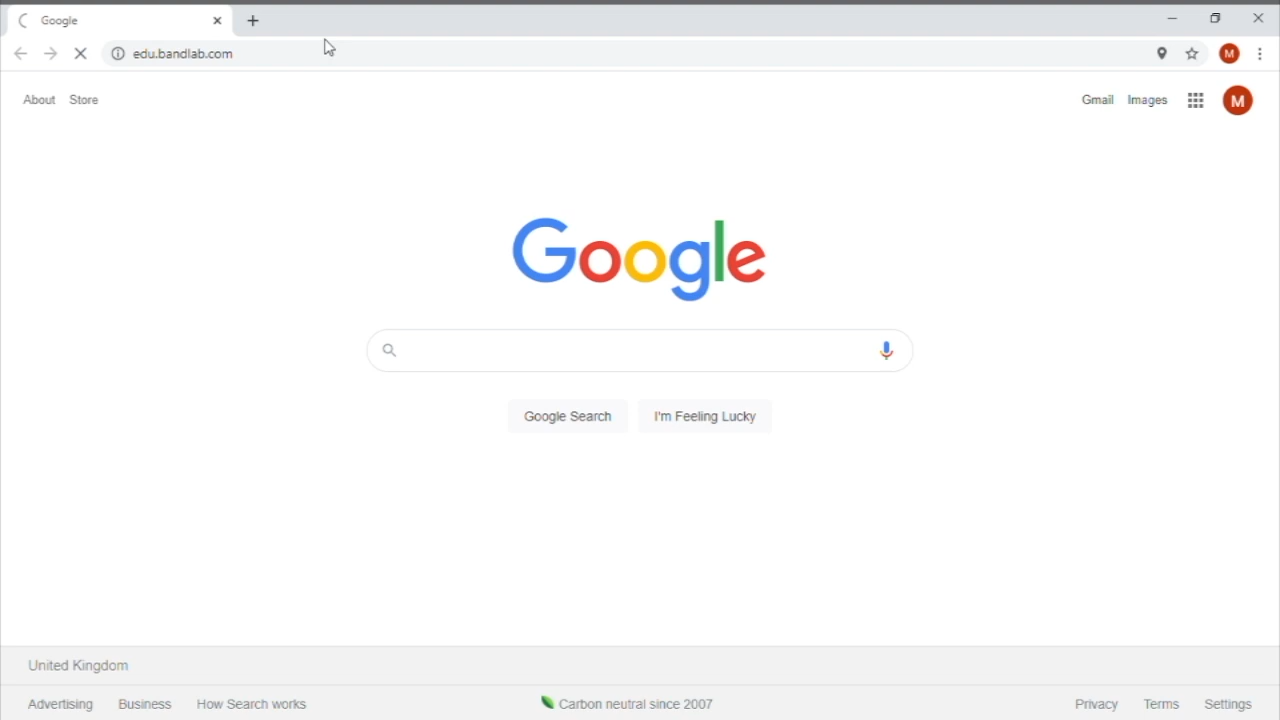 Google
edu.bandlab.com
M
About Store
Gmail Images M
Google
Google Search I'm Feeling Lucky
United Kingdom
Advertising Business How Search works
Carbon neutral since 2007
Privacy Terms Settings